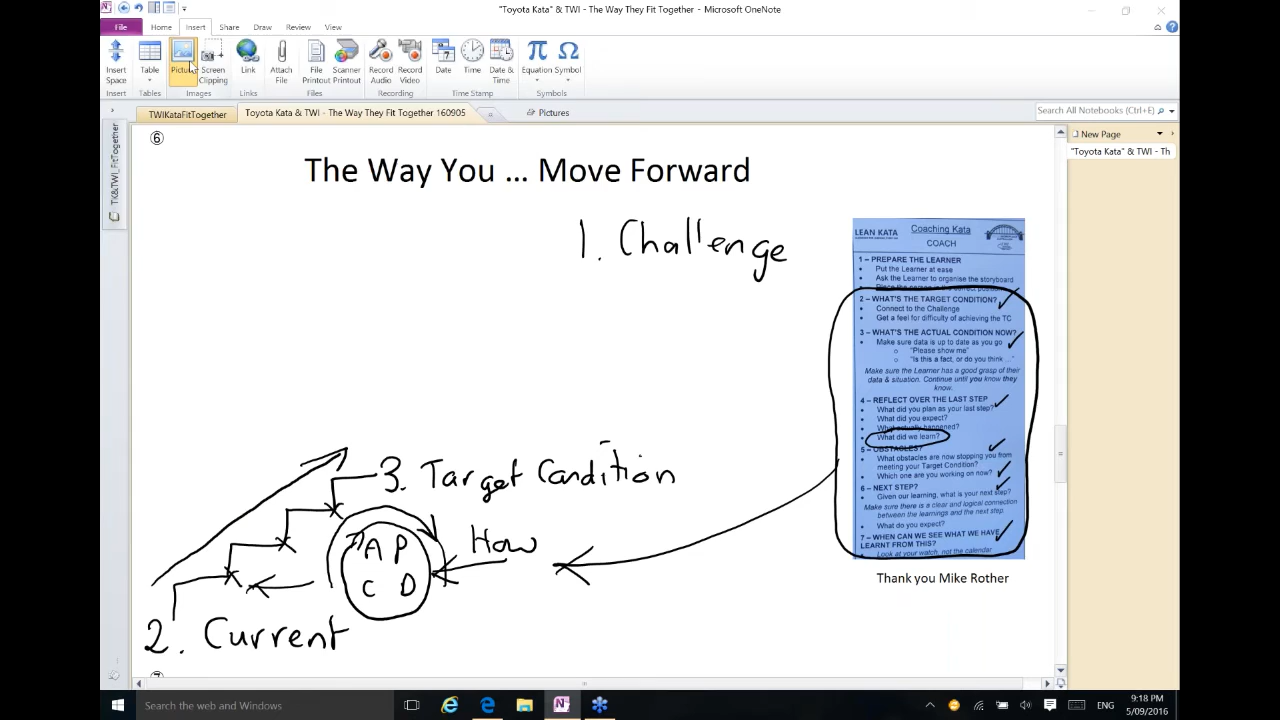 "Toyota Kata" & TWI - The Way They Fit Together - Microsoft OneNote
File Home Insert Share Draw Review View
Insert Space
Table
Pictures
Screen Clipping
Link
Attach File
File Printout
Scanner Printout
Record Audio
Record Video
Date
Time
Date & Time
Equation
Symbol
Insert Tables Images Links Files Recording Time Stamp Symbols
TWIKataFitTogether
Toyota Kata & TWI - The Way They Fit Together 160905
Pictures
Search All Notebooks (Ctrl+E)
New Page
"Toyota Kata" & TWI - Th
TK&TWI_FitTogether
6
The Way You ... Move Forward
1. Challenge
LEAN KATA
Coaching Kata
COACH
1 – PREPARE THE LEARNER
• Put the Learner at ease
• Ask the Learner to organise the storyboard
• Place the person in the correct position
2 – WHAT'S THE TARGET CONDITION?
• Connect to the Challenge
• Get a feel for difficulty of achieving the TC
3 – WHAT'S THE ACTUAL CONDITION NOW?
• Make sure data is up to date as you go
o "Please show me"
o "Is this a fact, or do you think ..."
Make sure the Learner has a good grasp of their
data & situation. Continue until you know they
know.
4 – REFLECT OVER THE LAST STEP
• What did you plan as your last step?
• What did you expect?
• What actually happened?
• What did we learn?
5 – OBSTACLES?
• What obstacles are now stopping you from
meeting your Target Condition?
• Which one are you working on now?
6 – NEXT STEP?
• Given our learning, what is your next step?
Make sure there is a clear and logical connection
between the learnings and the next step
• What do you expect?
7 – WHEN CAN WE SEE WHAT WE HAVE
LEARNT FROM THIS?
• Look at your watch, not the calendar
Thank you Mike Rother
3. Target Condition
How
A P
C D
2. Current
Search the web and Windows
ENG
9:18 PM
5/09/2016